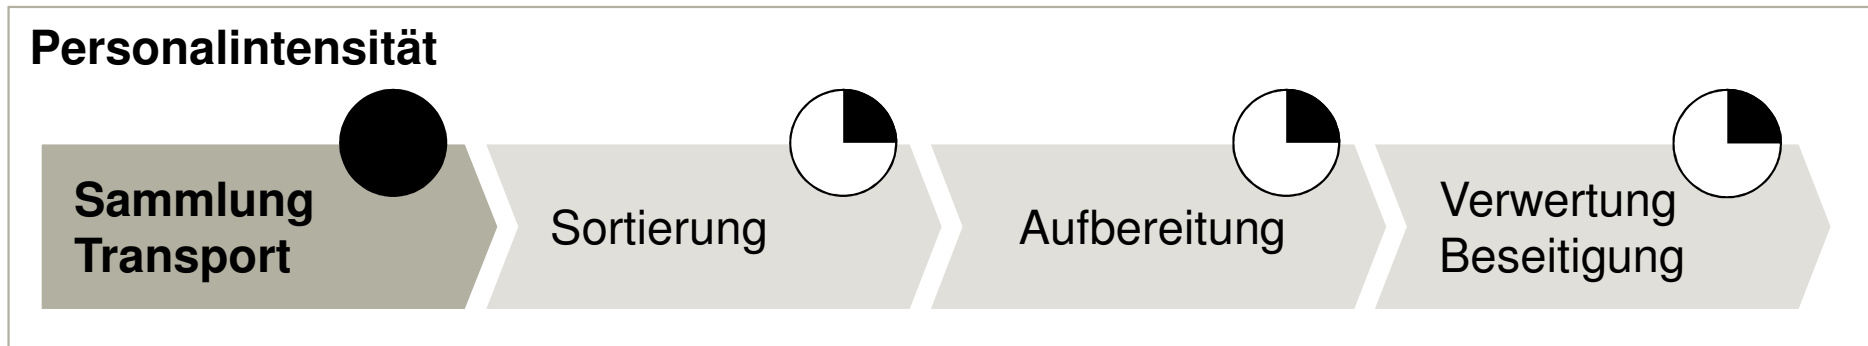 Personalintensität
Sammlung
Transport
Sortierung
Aufbereitung
Verwertung
Beseitigung